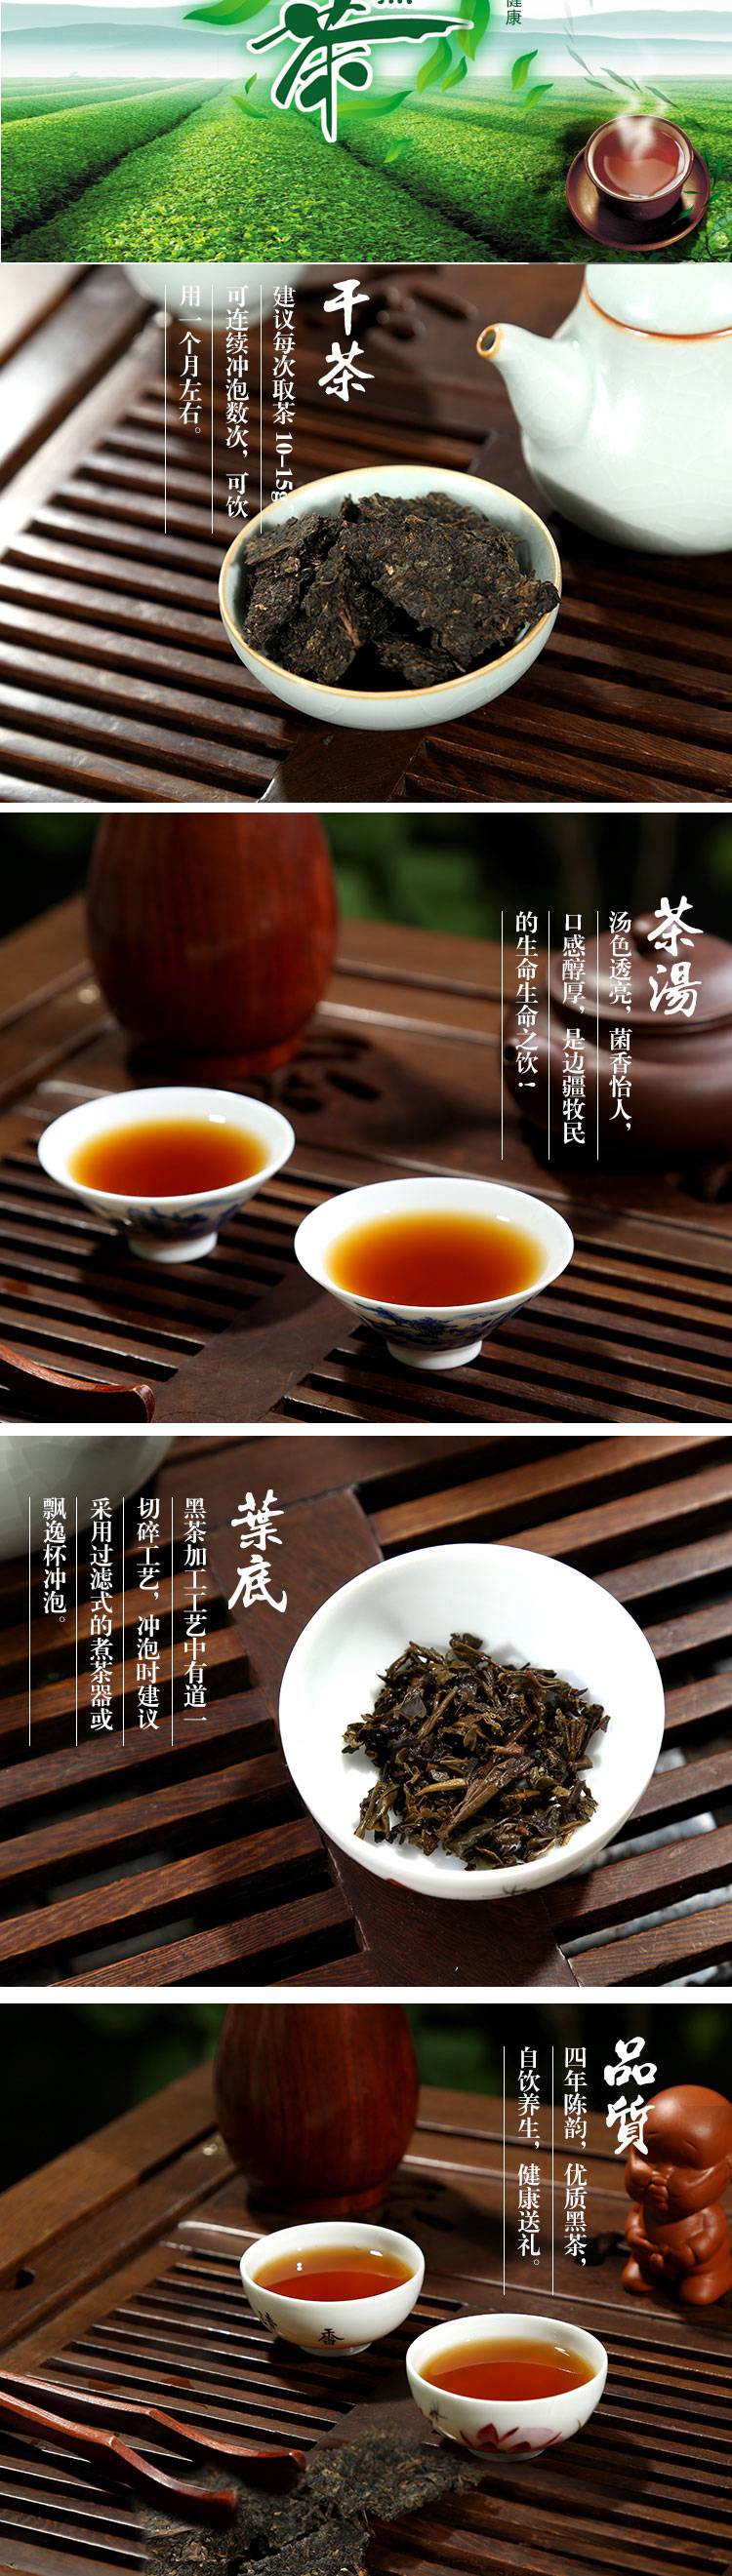 茶
康
干茶
建议每次取茶10-15g，
可连续冲泡数次，可饮
用一个月左右。
茶湯
汤色透亮，菌香怡人，
口感醇厚，是边疆牧民
的生命生命之饮！
葉底
黑茶加工工艺中有道一
切碎工艺，冲泡时建议
采用过滤式的煮茶器或
飘逸杯冲泡。
品質
四年陈韵，优质黑茶，
自饮养生，健康送礼。
香